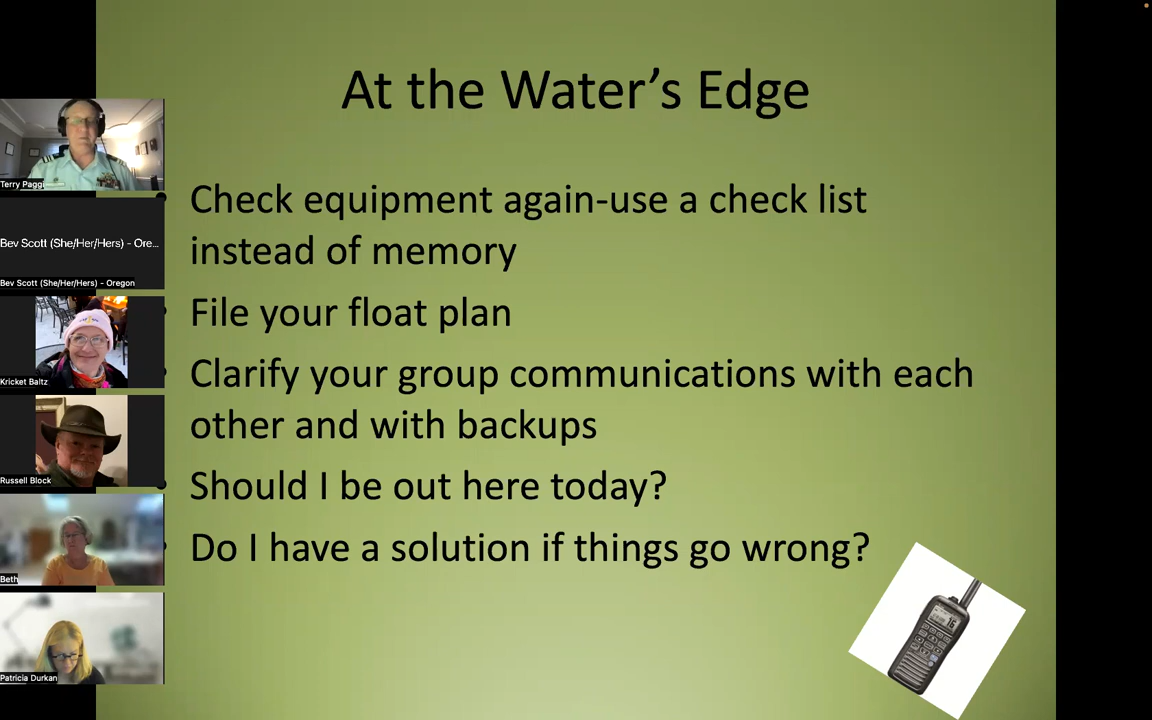 At the Water’s Edge
Terry Paggi
Check equipment again-use a check list
instead of memory
Bev Scott (She/Her/Hers) - Ore...
Bev Scott (She/Her/Hers) - Oregon
File your float plan
Kricket Baltz
Clarify your group communications with each
other and with backups
Russell Block
Should I be out here today?
Do I have a solution if things go wrong?
Beth
Patricia Durkan
16